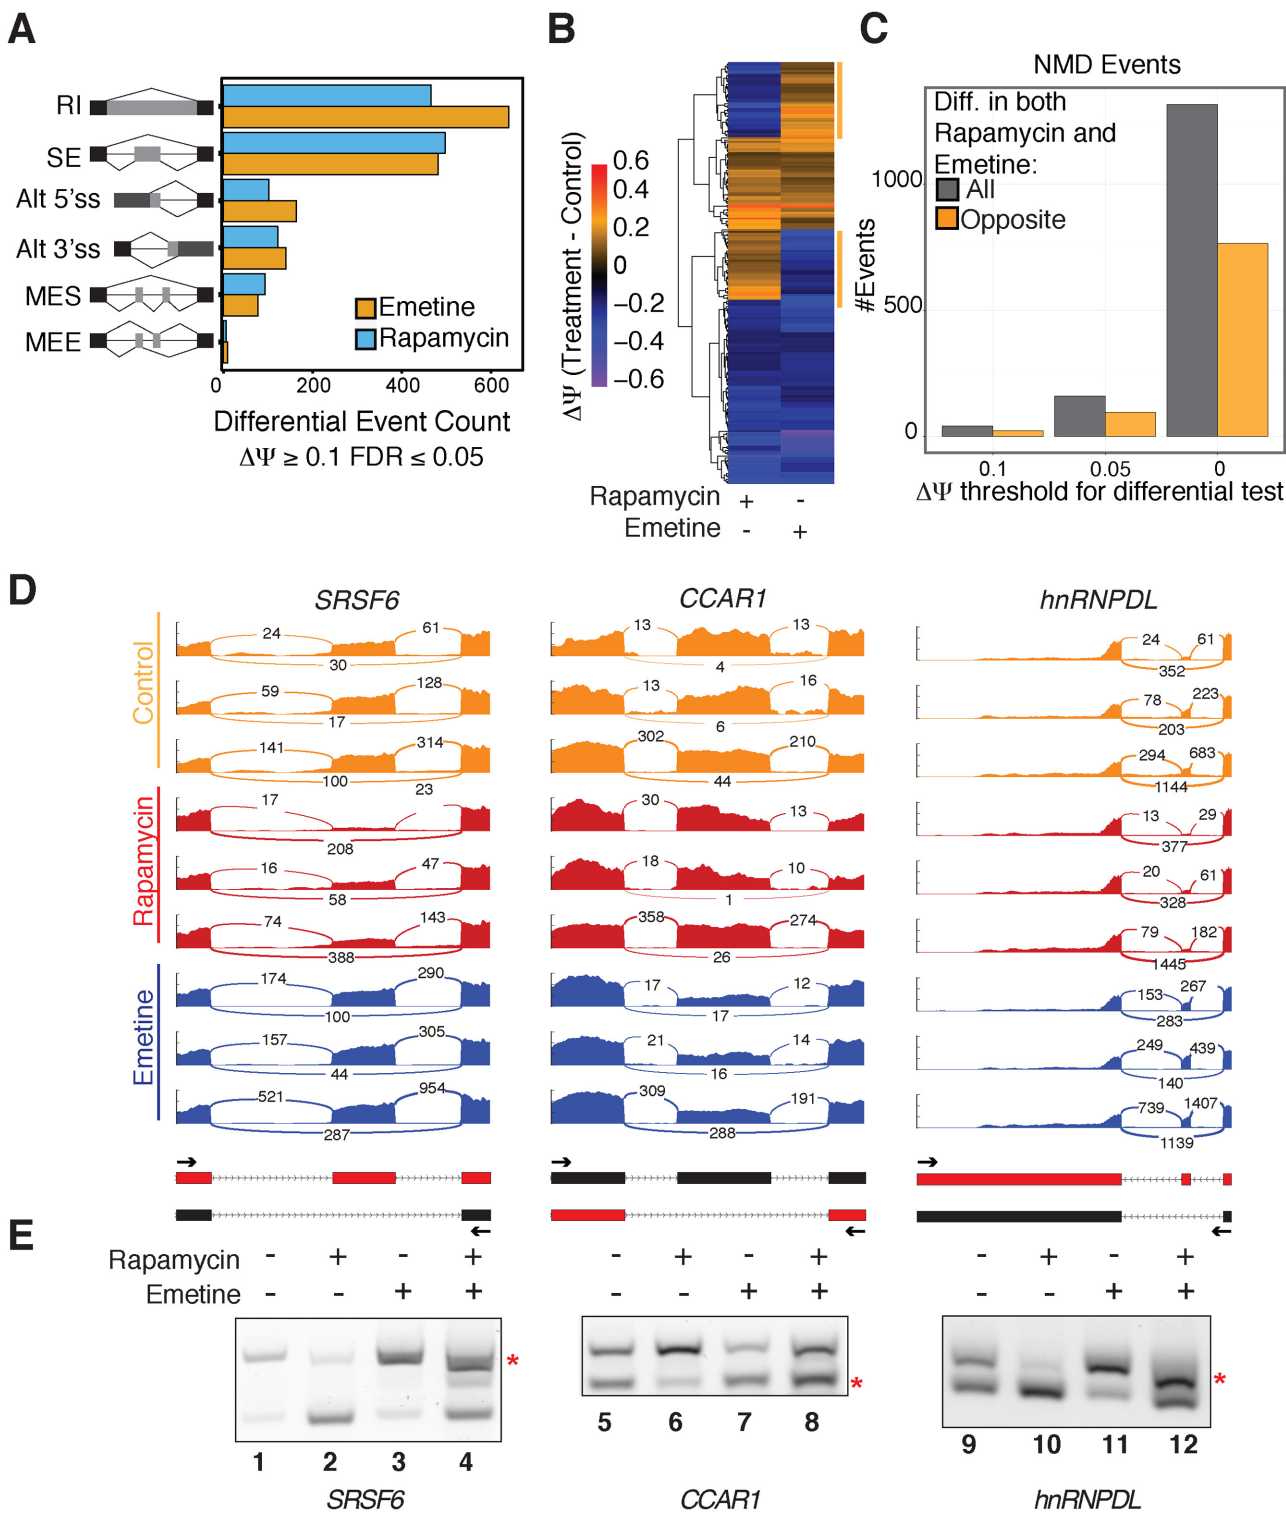 A
RI
SE
Alt 5'ss
Alt 3'ss
MES
MEE
Emetine
Rapamycin
0 200 400 600
Differential Event Count
ΔΨ ≥ 0.1 FDR ≤ 0.05
B
ΔΨ (Treatment - Control)
0.6
0.4
0.2
0
−0.2
−0.4
−0.6
Rapamycin + -
Emetine - +
C
NMD Events
Diff. in both
Rapamycin and
Emetine:
All
Opposite
#Events
1000
500
0
0.1 0.05 0
ΔΨ threshold for differential test
D
SRSF6 CCAR1 hnRNPDL
Control
24 61 30 13 13 4 24 61 352
59 128 17 13 16 6 78 223 203
141 314 100 302 210 44 294 683 1144
Rapamycin
17 23 208 30 13 13 29 377
16 47 58 18 10 1 20 61 328
74 143 388 358 274 26 79 182 1445
Emetine
174 290 100 17 12 17 153 267 283
157 305 44 21 14 16 249 439 140
521 954 287 309 191 288 739 1407 1139
E
Rapamycin - + - + - + - + - + - +
Emetine - - + + - - + + - - + +
* * *
1 2 3 4 5 6 7 8 9 10 11 12
SRSF6 CCAR1 hnRNPDL